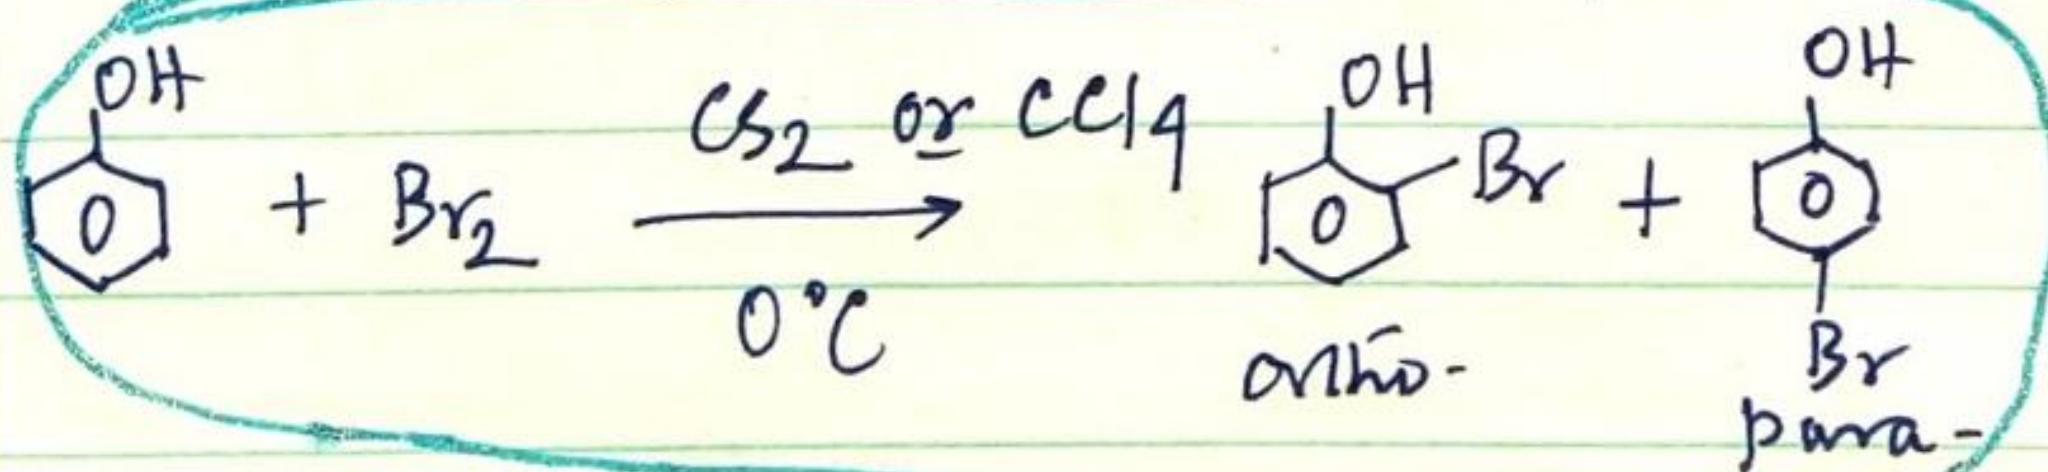 OH OH OH
CS2 or CCl4
+ Br2 → Br +
0°C
Br
ortho-
para-